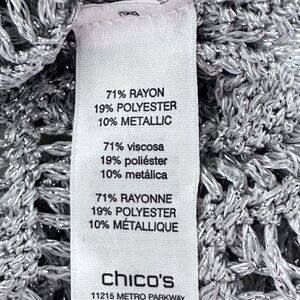 71% RAYON
19% POLYESTER
10% METALLIC
71% viscosa
19% poliéster
10% metálica
71% RAYONNE
19% POLYESTER
10% MÉTALLIQUE
chico's
11215 METRO PARKWAY